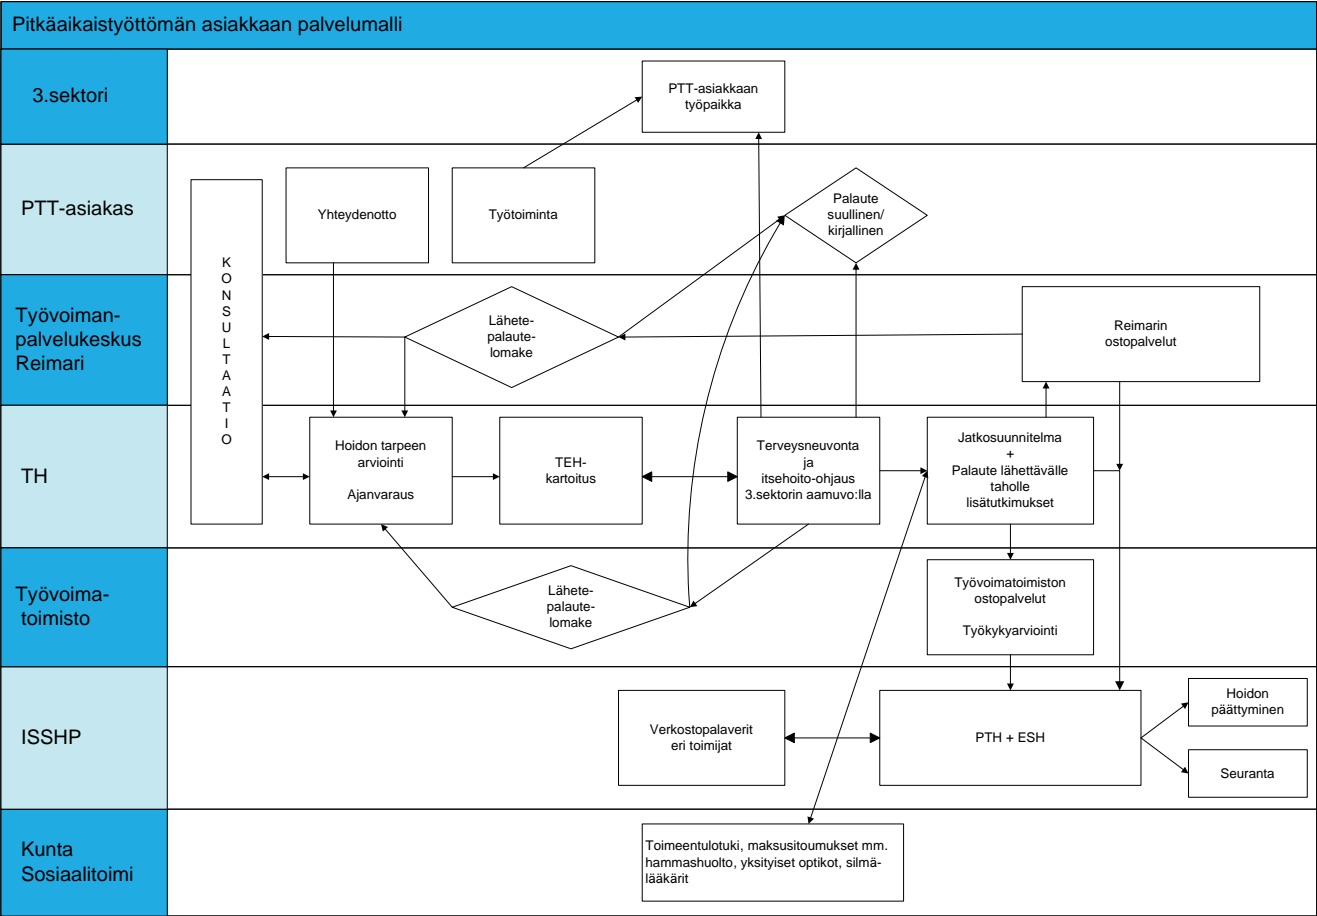 Pitkäaikaistyöttömän asiakkaan palvelumalli
3.sektori
PTT-asiakkaan
työpaikka
PTT-asiakas
K
O
N
S
U
L
T
A
A
T
I
O
Yhteydenotto
Työtoiminta
Palaute
suullinen/
kirjallinen
Työvoiman-
palvelukeskus
Reimari
Lähete-
palaute-
lomake
Reimarin
ostopalvelut
TH
Hoidon tarpeen
arviointi
Ajanvaraus
TEH-
kartoitus
Terveysneuvonta
ja
itsehoito-ohjaus
3.sektorin aamuvo:lla
Jatkosuunnitelma
+
Palaute lähettävälle
taholle
lisätutkimukset
Työvoima-
toimisto
Lähete-
palaute-
lomake
Työvoimatoimiston
ostopalvelut
Työkykyarviointi
ISSHP
Verkostopalaverit
eri toimijat
PTH + ESH
Hoidon
päättyminen
Seuranta
Kunta
Sosiaalitoimi
Toimeentulotuki, maksusitoumukset mm.
hammashuolto, yksityiset optikot, silmä-
lääkärit